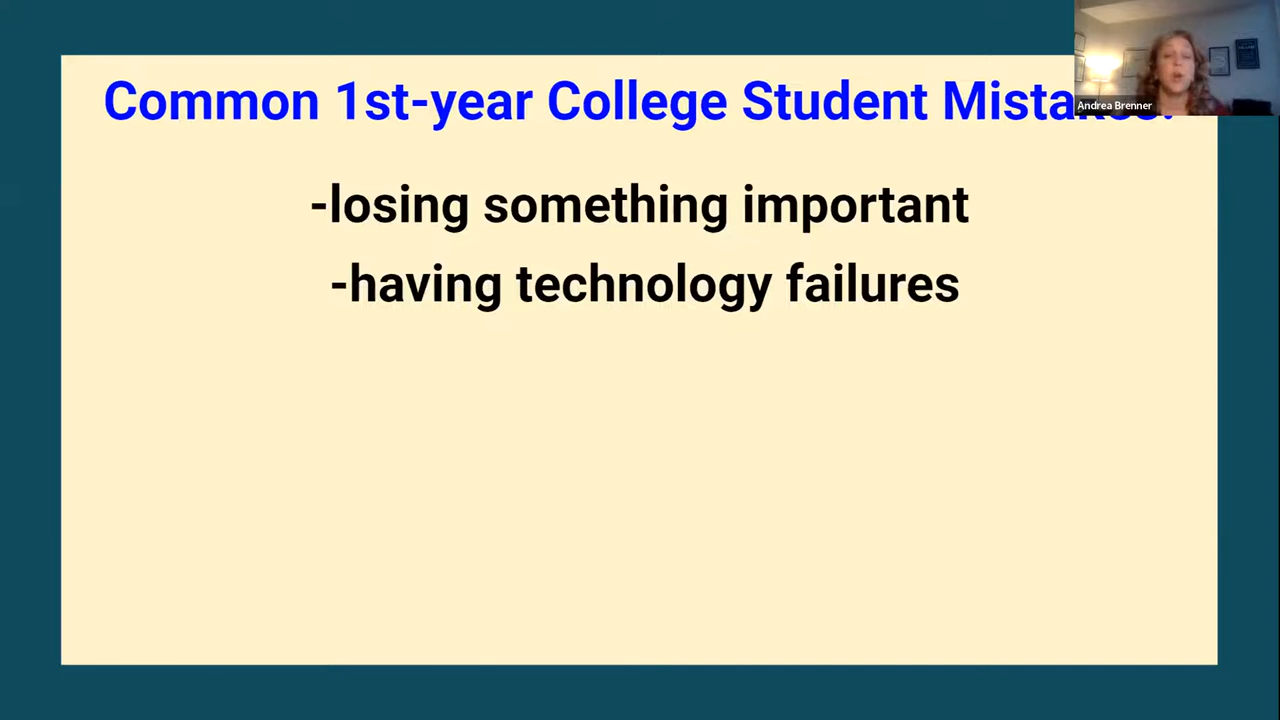 Common 1st-year College Student Mistakes:
-losing something important
-having technology failures
Andrea Brenner